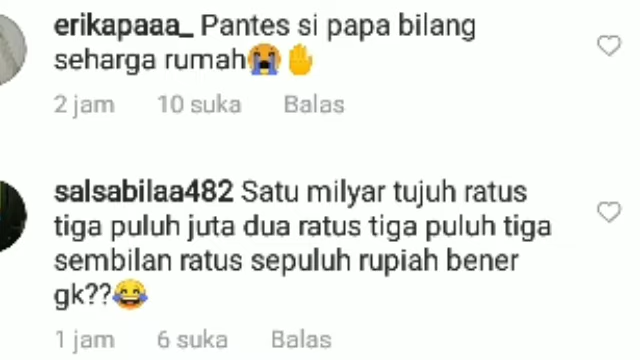 erikapaaa_ Pantes si papa bilang
seharga rumah😭✋
2 jam 10 suka Balas
salsabilaa482 Satu milyar tujuh ratus
tiga puluh juta dua ratus tiga puluh tiga
sembilan ratus sepuluh rupiah bener
gk??😂
1 jam 6 suka Balas